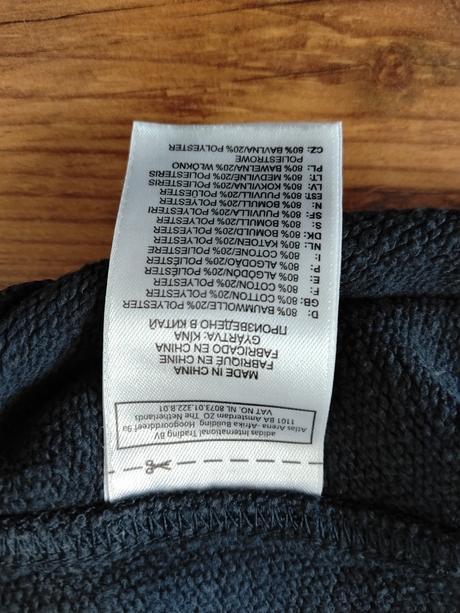 adidas International Trading BV
Atlas Arena -Afrika Building Hoogoorddreef 9a
1101 BA Amsterdam ZO The Netherlands
VAT NO. NL 8073.01.322.B.01
MADE IN CHINA
FABRIQUE EN CHINE
FABRICADO EN CHINA
GYÁRTVA: KÍNA
ПРОИЗВЕДЕНО В КИТАЙ
D: 80% BAUMWOLLE/20% POLYESTER
GB: 80% COTTON/20% POLYESTER
F: 80% COTON/20% POLYESTER
E: 80% ALGODÓN/20% POLIÉSTER
P: 80% ALGODÃO/20% POLIÉSTER
I: 80% COTONE/20% POLIESTERE
NL: 80% KATOEN/20% POLYESTER
DK: 80% BOMULD/20% POLYESTER
S: 80% BOMULL/20% POLYESTER
SF: 80% PUUVILLA/20% POLYESTERI
N: 80% BOMULL/20% POLYESTER
EST: 80% PUUVILL/20% POLÜESTER
LV: 80% KOKVILNA/20% POLIESTERIS
LT: 80% MEDVILNĖ/20% POLIESTERIS
PL: 80% BAWEŁNA/20% WŁÓKNO
POLIESTROWE
CZ: 80% BAVLNA/20% POLYESTER